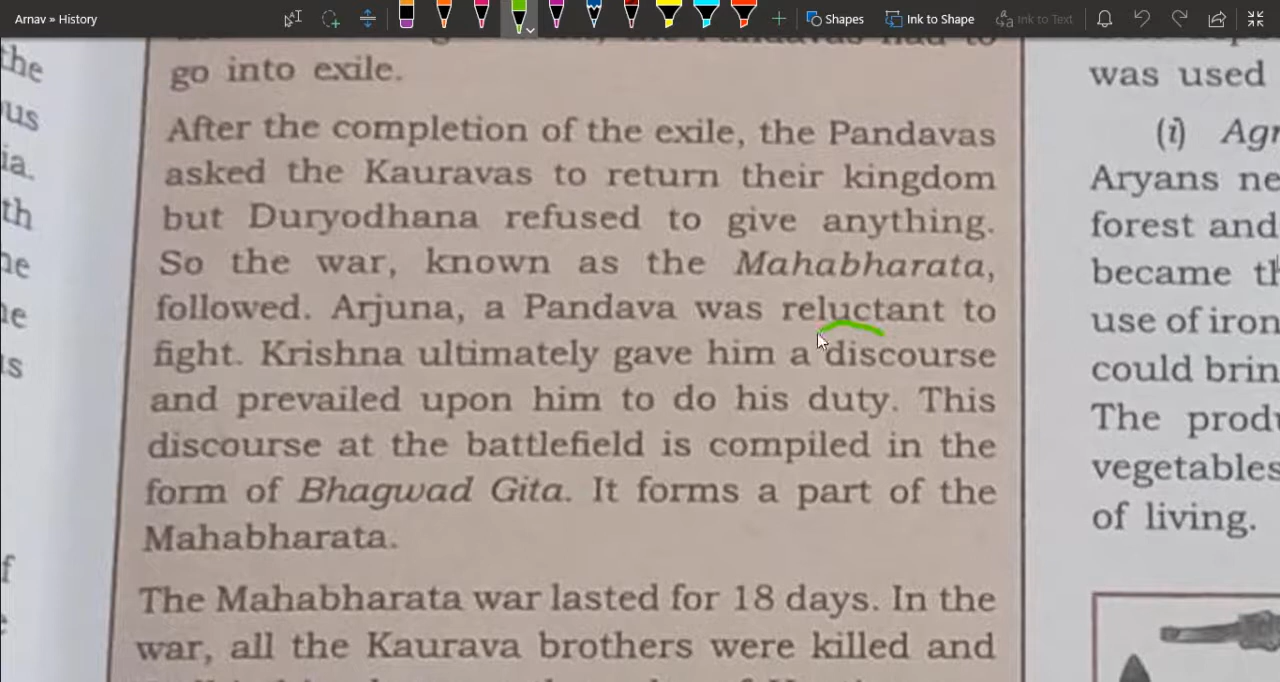 Arnav » History
Shapes
Ink to Shape
Ink to Text
go into exile.
After the completion of the exile, the Pandavas
asked the Kauravas to return their kingdom
but Duryodhana refused to give anything.
So the war, known as the Mahabharata,
followed. Arjuna, a Pandava was reluctant to
fight. Krishna ultimately gave him a discourse
and prevailed upon him to do his duty. This
discourse at the battlefield is compiled in the
form of Bhagwad Gita. It forms a part of the
Mahabharata.
The Mahabharata war lasted for 18 days. In the
war, all the Kaurava brothers were killed and
the
us
ia.
th
was used
(i)
Aryans ne
forest and
became th
use of iron
could brin
The produ
vegetables
of living.